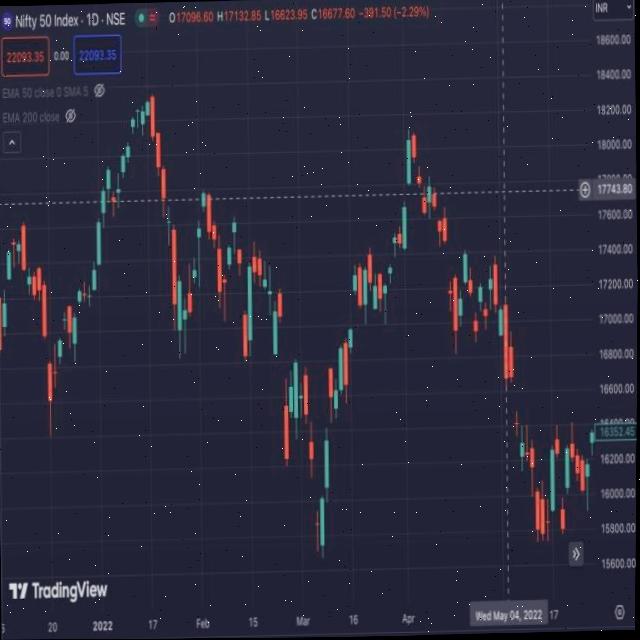 50 Nifty 50 Index · 1D · NSE O17096.60 H17132.85 L16623.95 C16677.60 −391.50 (−2.29%) INR
22093.35 0.00 22093.35
EMA 50 close 0 SMA 5
EMA 200 close
18600.00
18400.00
18200.00
18000.00
17743.80
17600.00
17400.00
17200.00
17000.00
16800.00
16600.00
16352.45
16200.00
16000.00
15800.00
15600.00
TradingView
20 2022 17 Feb 15 Mar 16 Apr Wed May 04, 2022 17